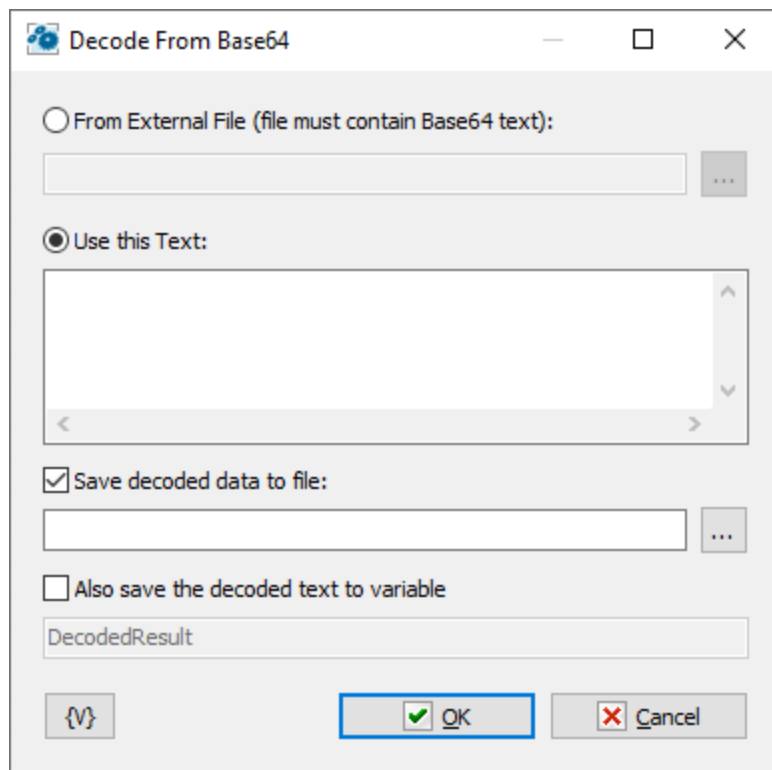 Decode From Base64
From External File (file must contain Base64 text):
...
Use this Text:
Save decoded data to file:
...
Also save the decoded text to variable
DecodedResult
{V} OK Cancel